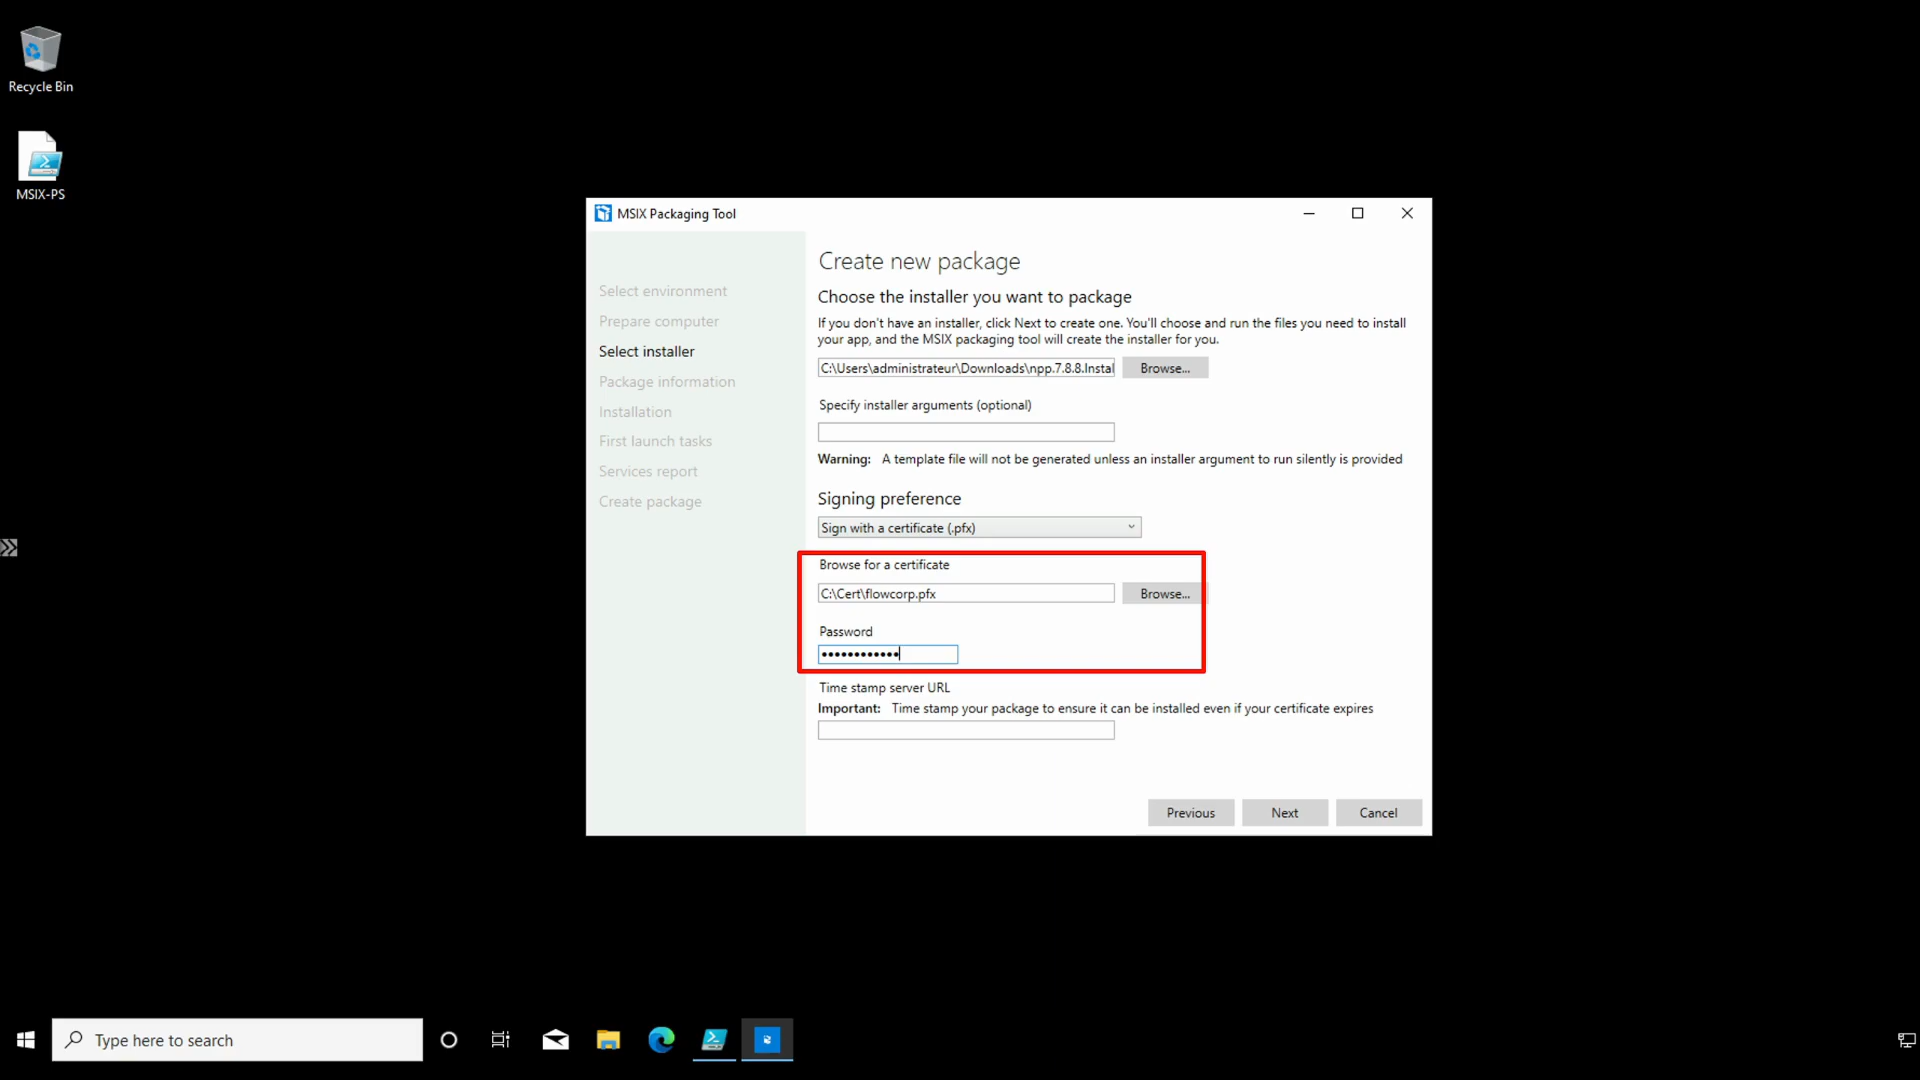 Recycle Bin
MSIX-PS
MSIX Packaging Tool
Select environment
Prepare computer
Select installer
Package information
Installation
First launch tasks
Services report
Create package
Create new package
Choose the installer you want to package
If you don't have an installer, click Next to create one. You'll choose and run the files you need to install
your app, and the MSIX packaging tool will create the installer for you.
C:\Users\administrateur\Downloads\npp.7.8.8.Instal Browse...
Specify installer arguments (optional)
Warning: A template file will not be generated unless an installer argument to run silently is provided
Signing preference
Sign with a certificate (.pfx)
Browse for a certificate
C:\Cert\flowcorp.pfx Browse...
Password
••••••••••••
Time stamp server URL
Important: Time stamp your package to ensure it can be installed even if your certificate expires
Previous Next Cancel
Type here to search